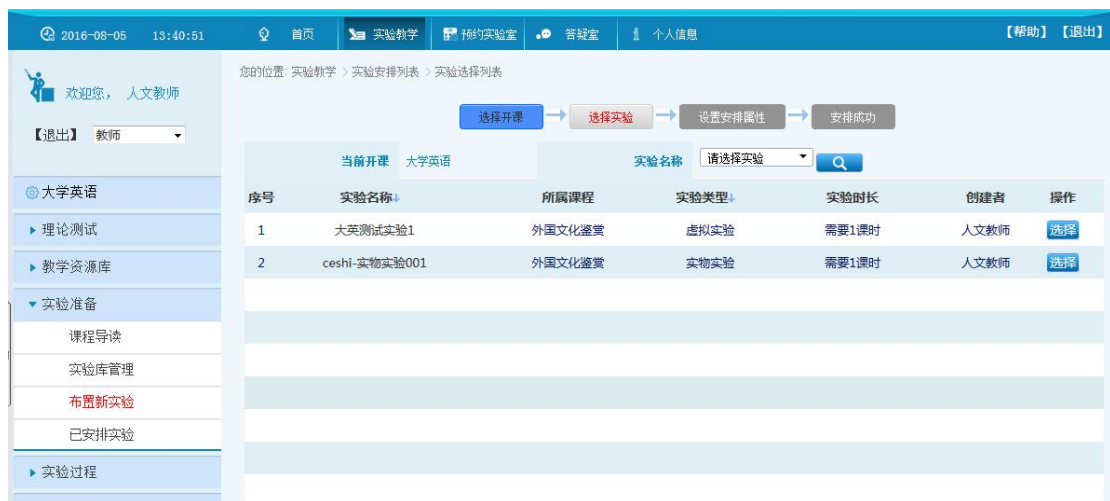 2016-08-05 13:40:51 首页 实验教学 预约实验室 答疑室 个人信息 【帮助】 【退出】
欢迎您, 人文教师
【退出】 教师
您的位置: 实验教学 > 实验安排列表 > 实验选择列表
选择开课 选择实验 设置安排属性 安排成功
当前开课 大学英语 实验名称 请选择实验
序号 实验名称↓ 所属课程 实验类型↓ 实验时长 创建者 操作
1 大英测试实验1 外国文化鉴赏 虚拟实验 需要1课时 人文教师 选择
2 ceshi-实物实验001 外国文化鉴赏 实物实验 需要1课时 人文教师 选择
大学英语
理论测试
教学资源库
实验准备
课程导读
实验库管理
布置新实验
已安排实验
实验过程